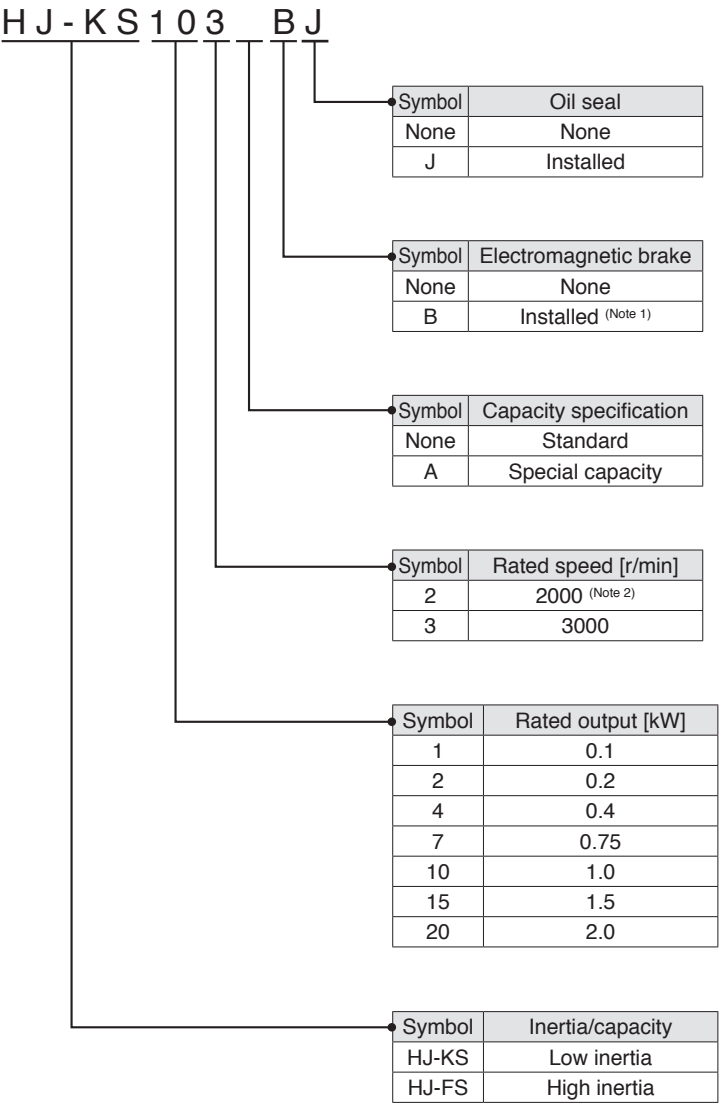 HJ-KS103 BJ
Symbol Oil seal
None None
J Installed
Symbol Electromagnetic brake
None None
B Installed (Note 1)
Symbol Capacity specification
None Standard
A Special capacity
Symbol Rated speed [r/min]
2 2000 (Note 2)
3 3000
Symbol Rated output [kW]
1 0.1
2 0.2
4 0.4
7 0.75
10 1.0
15 1.5
20 2.0
Symbol Inertia/capacity
HJ-KS Low inertia
HJ-FS High inertia